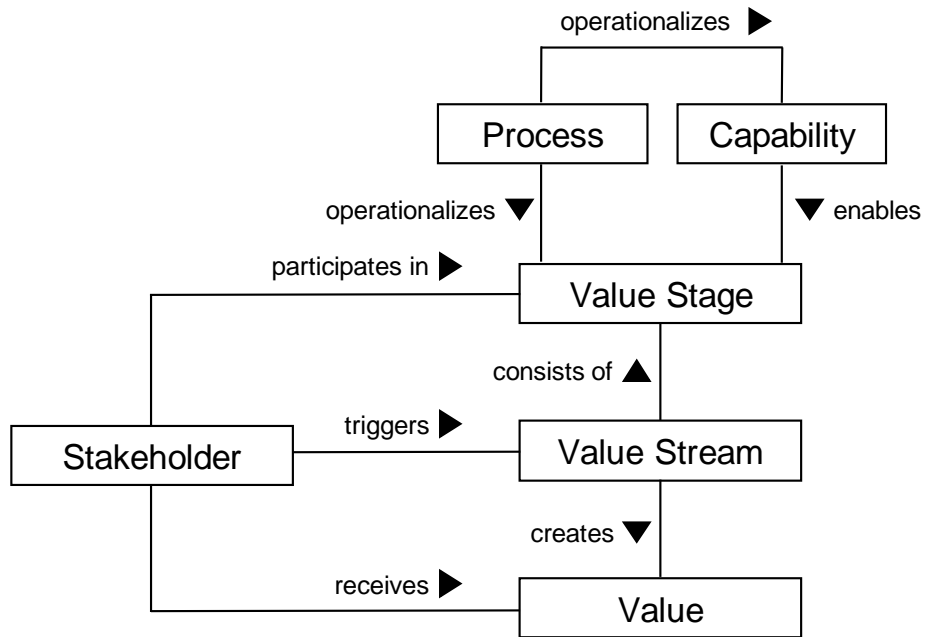 operationalizes
Process
Capability
operationalizes
enables
participates in
Value Stage
consists of
triggers
Stakeholder
Value Stream
creates
receives
Value